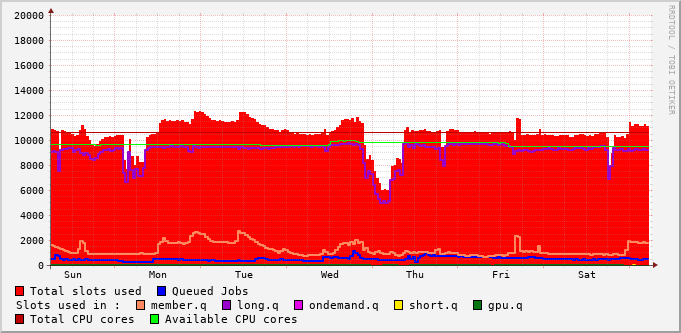 RRDTOOL / TOBI OETIKER
20000
18000
16000
14000
12000
10000
8000
6000
4000
2000
0
Sun Mon Tue Wed Thu Fri Sat
Total slots used Queued Jobs
Slots used in : member.q long.q ondemand.q short.q gpu.q
Total CPU cores Available CPU cores